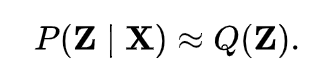 P(Z | X) ≈ Q(Z).